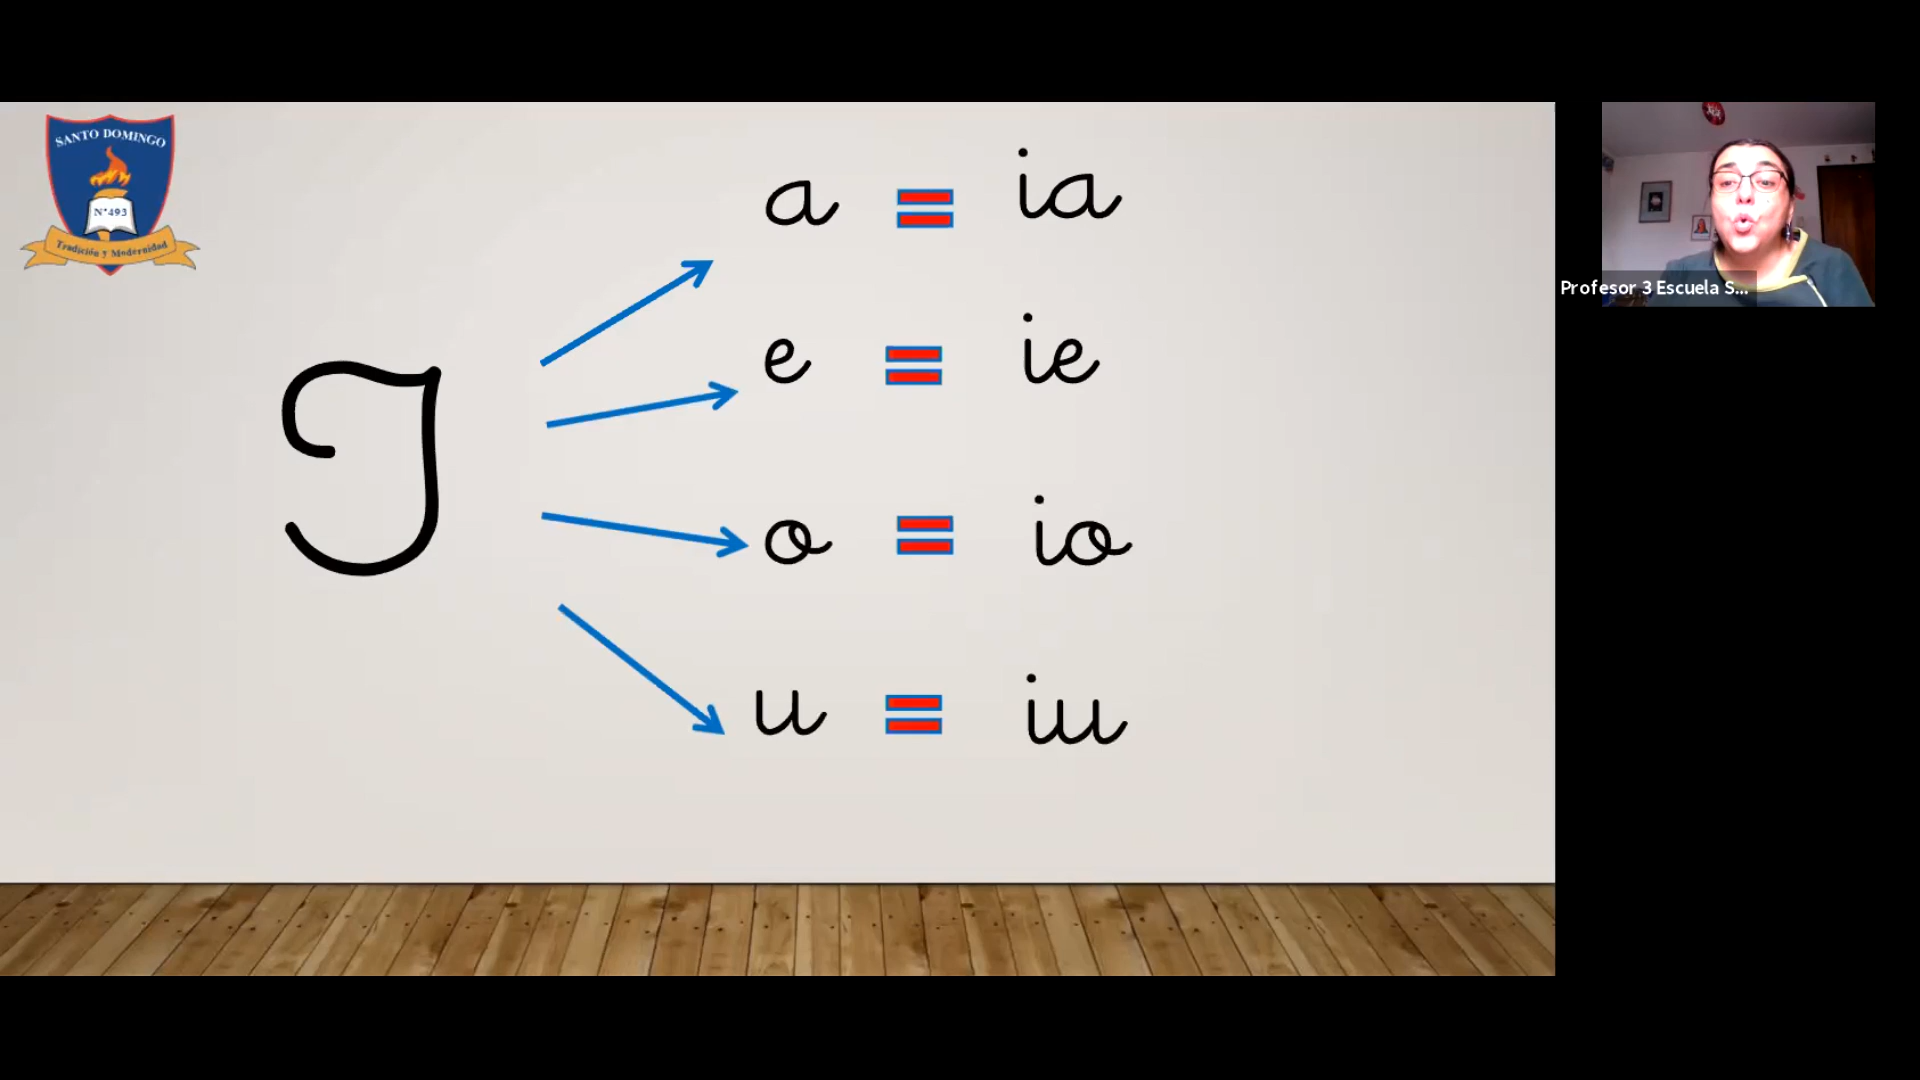 SANTO DOMINGO
N°493
Tradición y Modernidad
a = ia
e = ie
I
o = io
u = iu
Profesor 3 Escuela S...